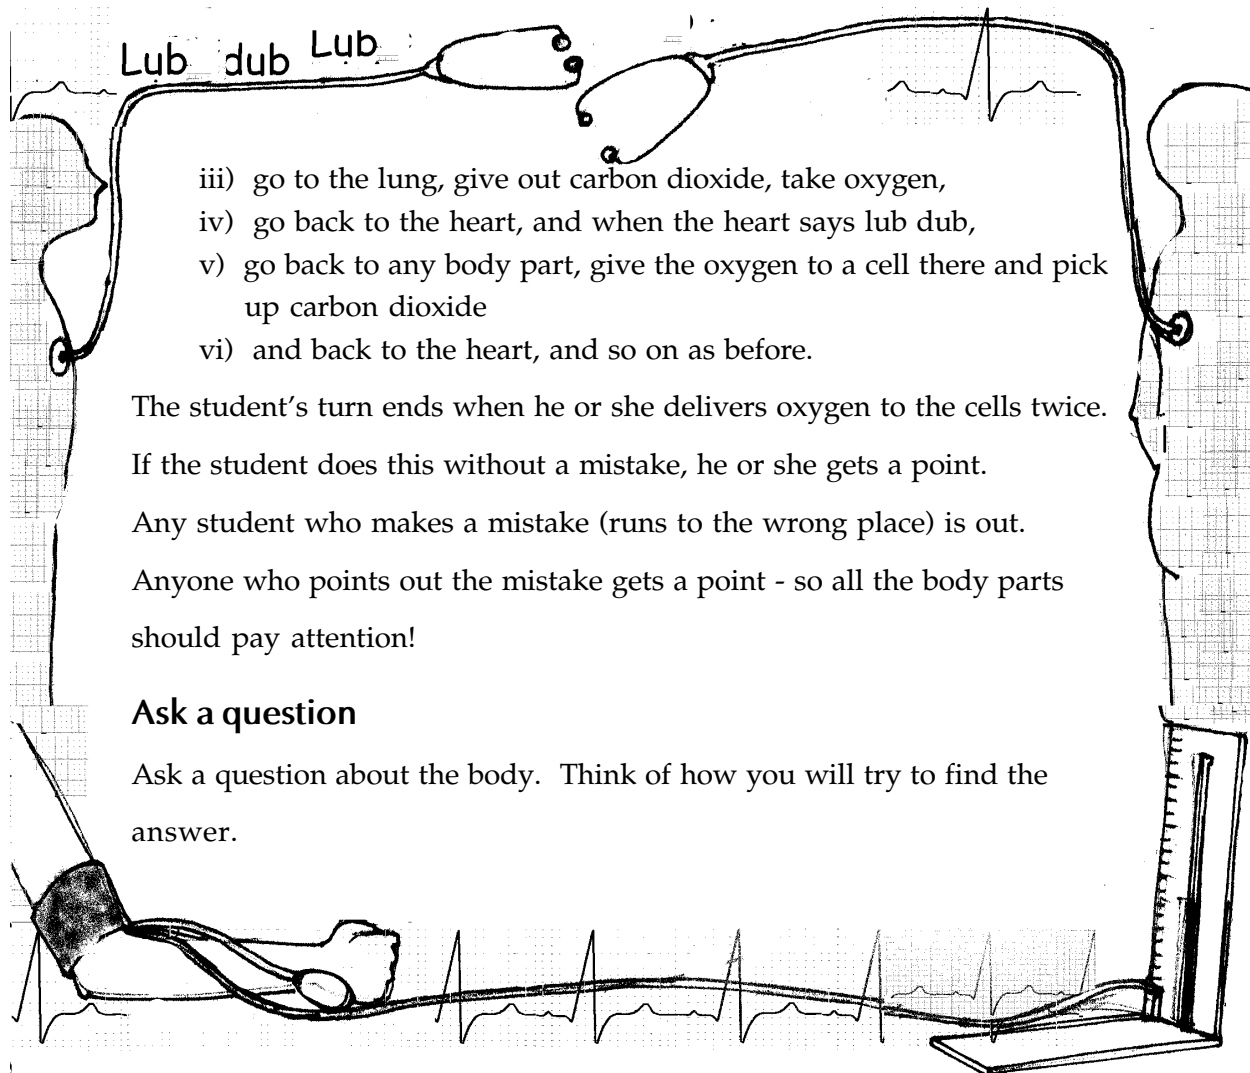 Lub dub Lub
iii) go to the lung, give out carbon dioxide, take oxygen,
iv) go back to the heart, and when the heart says lub dub,
v) go back to any body part, give the oxygen to a cell there and pick
up carbon dioxide
vi) and back to the heart, and so on as before.
The student's turn ends when he or she delivers oxygen to the cells twice.
If the student does this without a mistake, he or she gets a point.
Any student who makes a mistake (runs to the wrong place) is out.
Anyone who points out the mistake gets a point - so all the body parts
should pay attention!
Ask a question
Ask a question about the body. Think of how you will try to find the
answer.